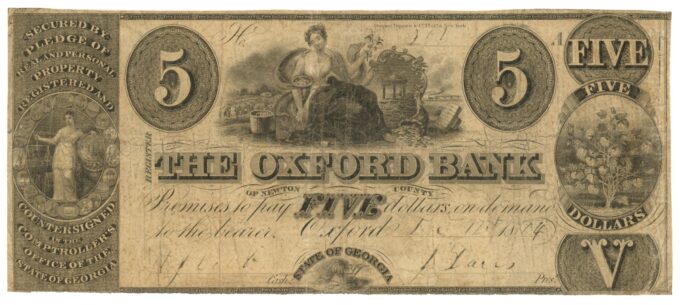 SECURED BY
PLEDGE OF
REAL AND PERSONAL
PROPERTY
REGISTERED AND
COUNTERSIGNED
IN THE
COMPTROLLER'S
OFFICE OF THE
STATE OF GEORGIA
5
5
A
FIVE
FIVE
DOLLARS
V
REGISTER
THE OXFORD BANK
OF NEWTON COUNTY
Promises to pay FIVE dollars, on demand
to the bearer. Oxford
STATE OF GEORGIA
Cash.
Pres.